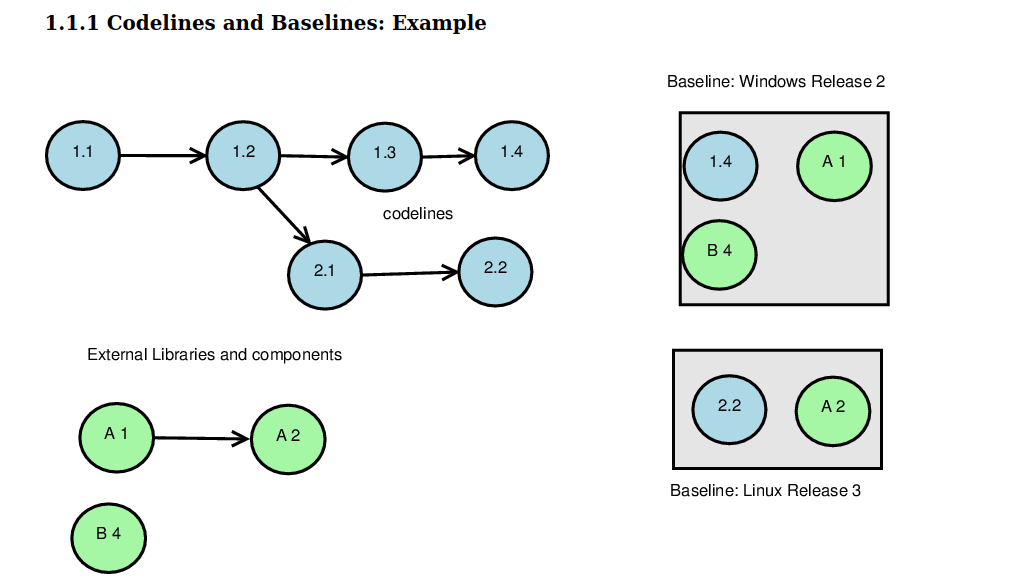 1.1.1 Codelines and Baselines: Example
Baseline: Windows Release 2
1.1
1.2
1.3
1.4
codelines
2.1
2.2
1.4
A 1
B 4
External Libraries and components
A 1
A 2
B 4
2.2
A 2
Baseline: Linux Release 3